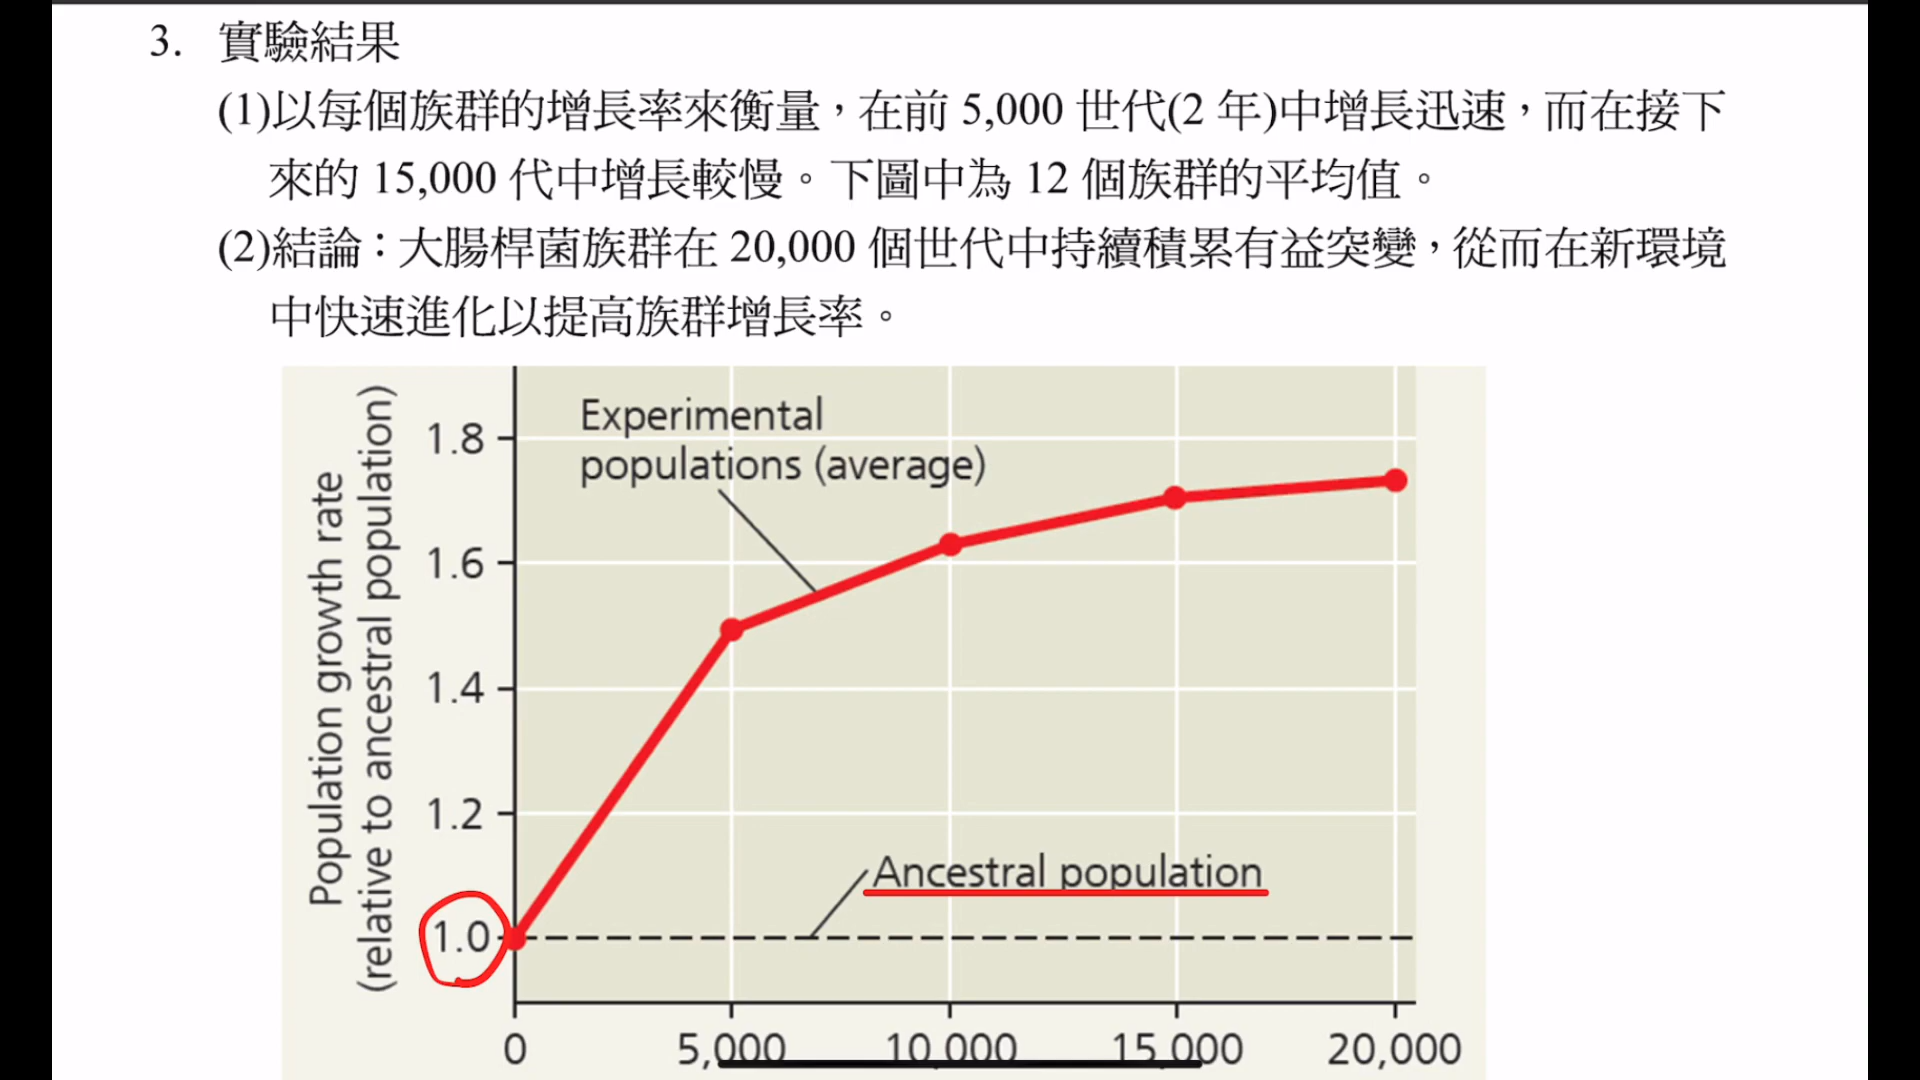 3. 實驗結果
(1)以每個族群的增長率來衡量，在前 5,000 世代(2 年)中增長迅速，而在接下
來的 15,000 代中增長較慢。下圖中為 12 個族群的平均值。
(2)結論：大腸桿菌族群在 20,000 個世代中持續積累有益突變，從而在新環境
中快速進化以提高族群增長率。
Population growth rate
(relative to ancestral population)
Experimental
populations (average)
1.8
1.6
1.4
1.2
Ancestral population
1.0
0 5,000 10,000 15,000 20,000